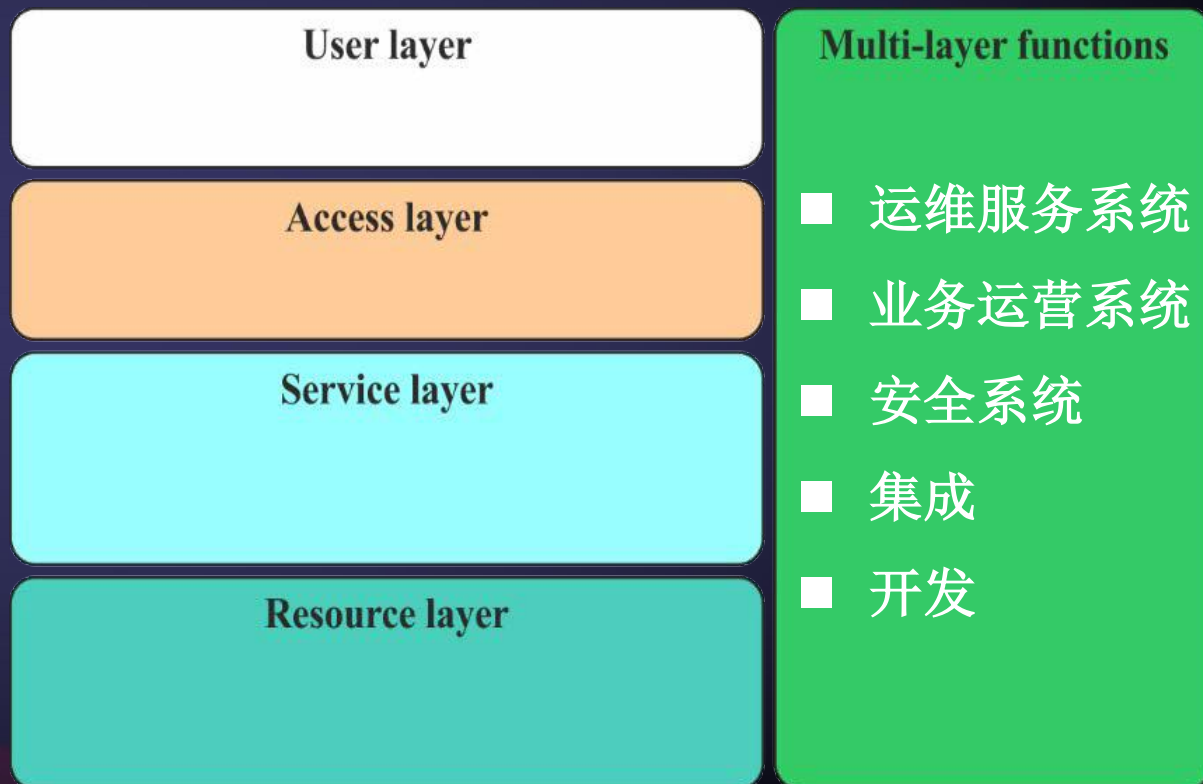 User layer
Access layer
Service layer
Resource layer
Multi-layer functions
运维服务系统
业务运营系统
安全系统
集成
开发